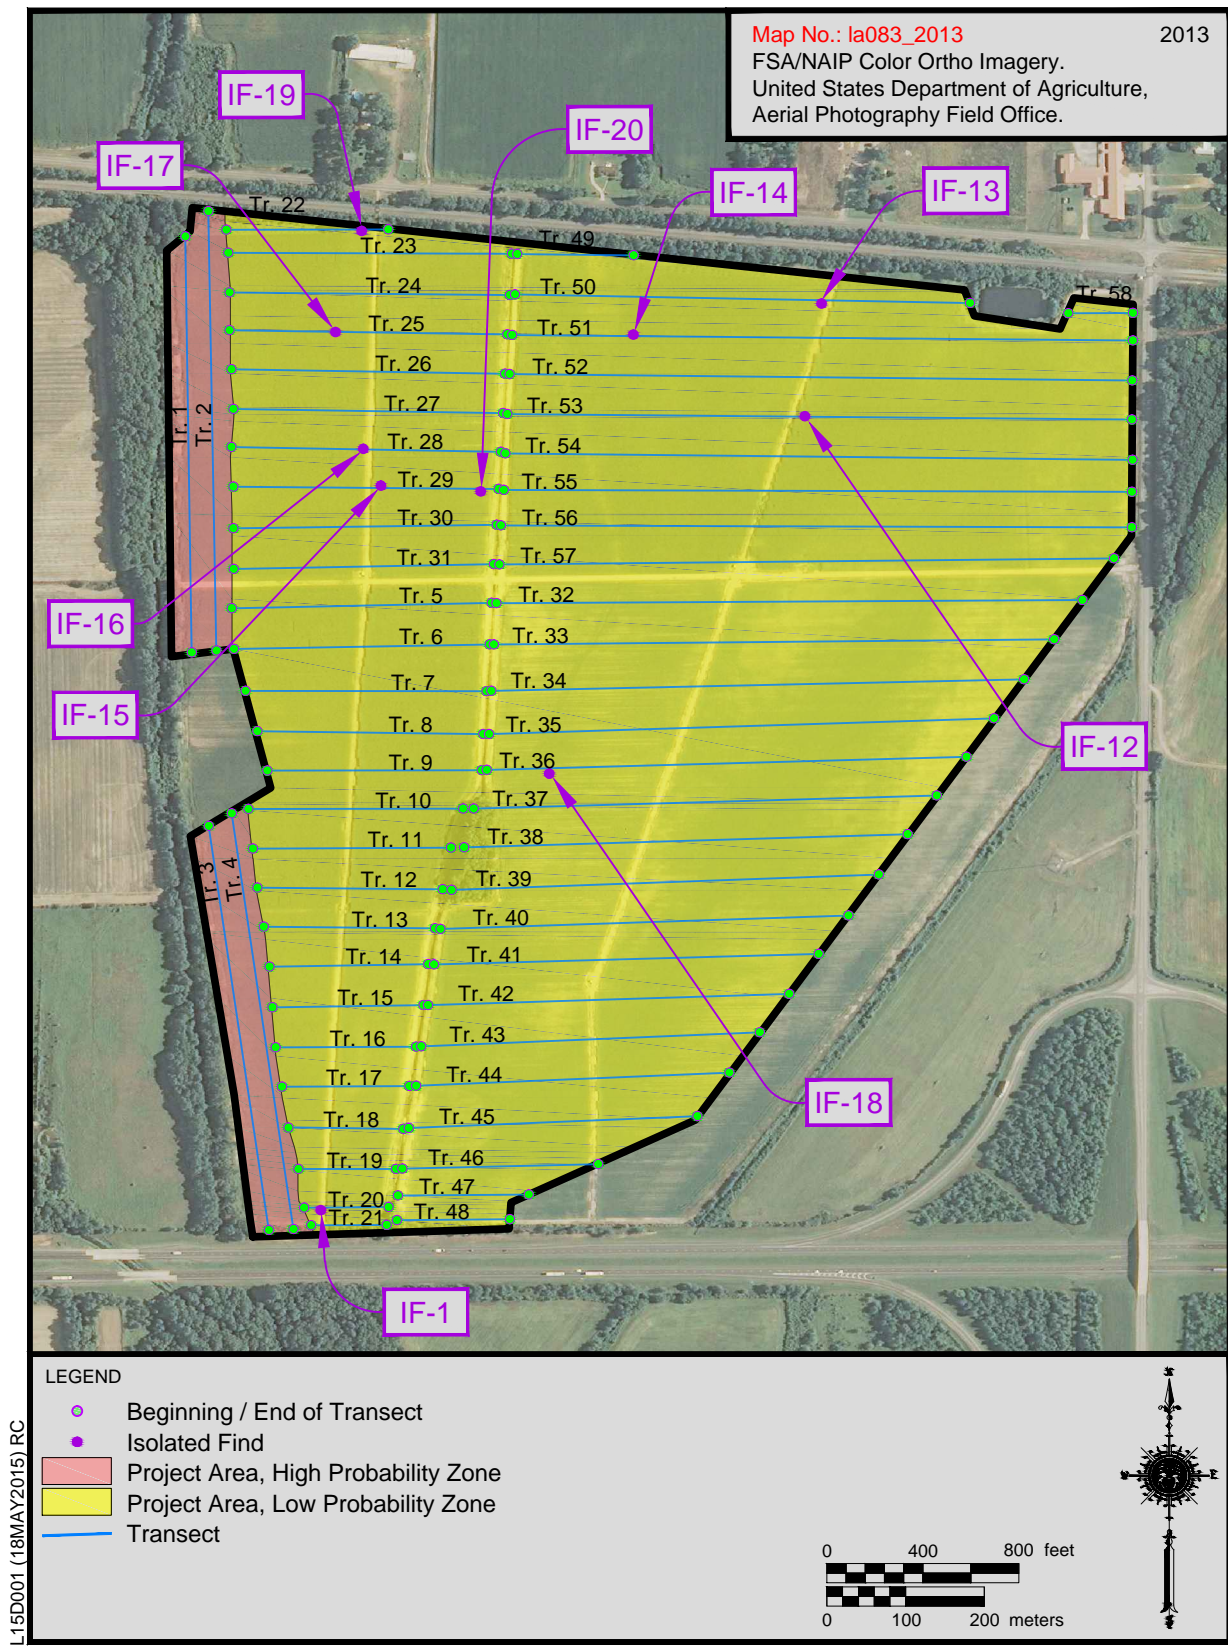 Map No.: la083_2013 2013
FSA/NAIP Color Ortho Imagery.
United States Department of Agriculture,
Aerial Photography Field Office.
IF-19
IF-20
IF-17
IF-14
IF-13
Tr. 22
Tr. 23
Tr. 49
Tr. 24
Tr. 50
Tr. 58
Tr. 25
Tr. 51
Tr. 26
Tr. 52
Tr. 1
Tr. 2
Tr. 27
Tr. 53
Tr. 28
Tr. 54
Tr. 29
Tr. 55
Tr. 30
Tr. 56
Tr. 31
Tr. 57
Tr. 5
Tr. 32
IF-16
Tr. 6
Tr. 33
Tr. 7
Tr. 34
IF-15
Tr. 8
Tr. 35
IF-12
Tr. 9
Tr. 36
Tr. 10
Tr. 37
Tr. 11
Tr. 38
Tr. 3
Tr. 4
Tr. 12
Tr. 39
Tr. 13
Tr. 40
Tr. 14
Tr. 41
Tr. 15
Tr. 42
Tr. 16
Tr. 43
Tr. 17
Tr. 44
IF-18
Tr. 18
Tr. 45
Tr. 19
Tr. 46
Tr. 20
Tr. 47
Tr. 21
Tr. 48
IF-1
LEGEND
Beginning / End of Transect
Isolated Find
Project Area, High Probability Zone
Project Area, Low Probability Zone
Transect
0 400 800 feet
0 100 200 meters
L15D001 (18MAY2015) RC